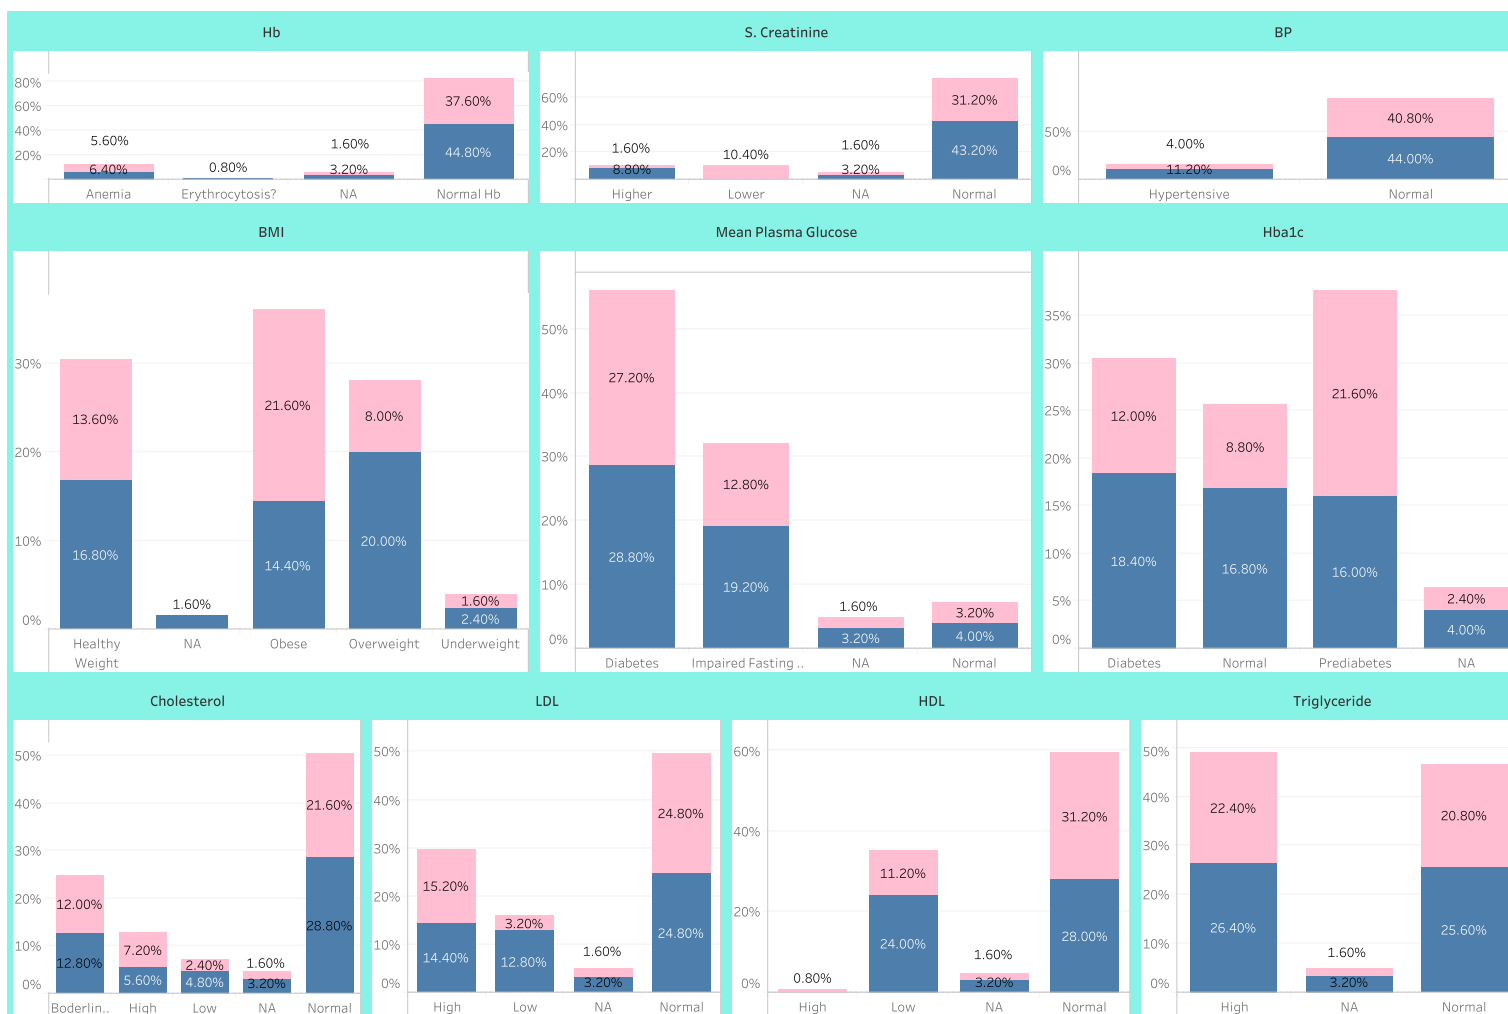 Hb
80%
60%
40%
20%
5.60%
6.40%
0.80%
1.60%
3.20%
37.60%
44.80%
Anemia
Erythrocytosis?
NA
Normal Hb
S. Creatinine
60%
40%
20%
1.60%
8.80%
10.40%
1.60%
3.20%
31.20%
43.20%
Higher
Lower
NA
Normal
BP
50%
0%
4.00%
11.20%
40.80%
44.00%
Hypertensive
Normal
BMI
30%
20%
10%
0%
13.60%
16.80%
1.60%
21.60%
14.40%
8.00%
20.00%
1.60%
2.40%
Healthy
Weight
NA
Obese
Overweight
Underweight
Mean Plasma Glucose
50%
40%
30%
20%
10%
0%
27.20%
28.80%
12.80%
19.20%
1.60%
3.20%
3.20%
4.00%
Diabetes
Impaired Fasting ..
NA
Normal
Hba1c
35%
30%
25%
20%
15%
10%
5%
0%
12.00%
18.40%
8.80%
16.80%
21.60%
16.00%
2.40%
4.00%
Diabetes
Normal
Prediabetes
NA
Cholesterol
50%
40%
30%
20%
10%
0%
12.00%
12.80%
7.20%
5.60%
2.40%
4.80%
1.60%
3.20%
21.60%
28.80%
Boderlin..
High
Low
NA
Normal
LDL
50%
40%
30%
20%
10%
0%
15.20%
14.40%
3.20%
12.80%
1.60%
3.20%
24.80%
24.80%
High
Low
NA
Normal
HDL
60%
40%
20%
0%
0.80%
11.20%
24.00%
1.60%
3.20%
31.20%
28.00%
High
Low
NA
Normal
Triglyceride
50%
40%
30%
20%
10%
0%
22.40%
26.40%
1.60%
3.20%
20.80%
25.60%
High
NA
Normal